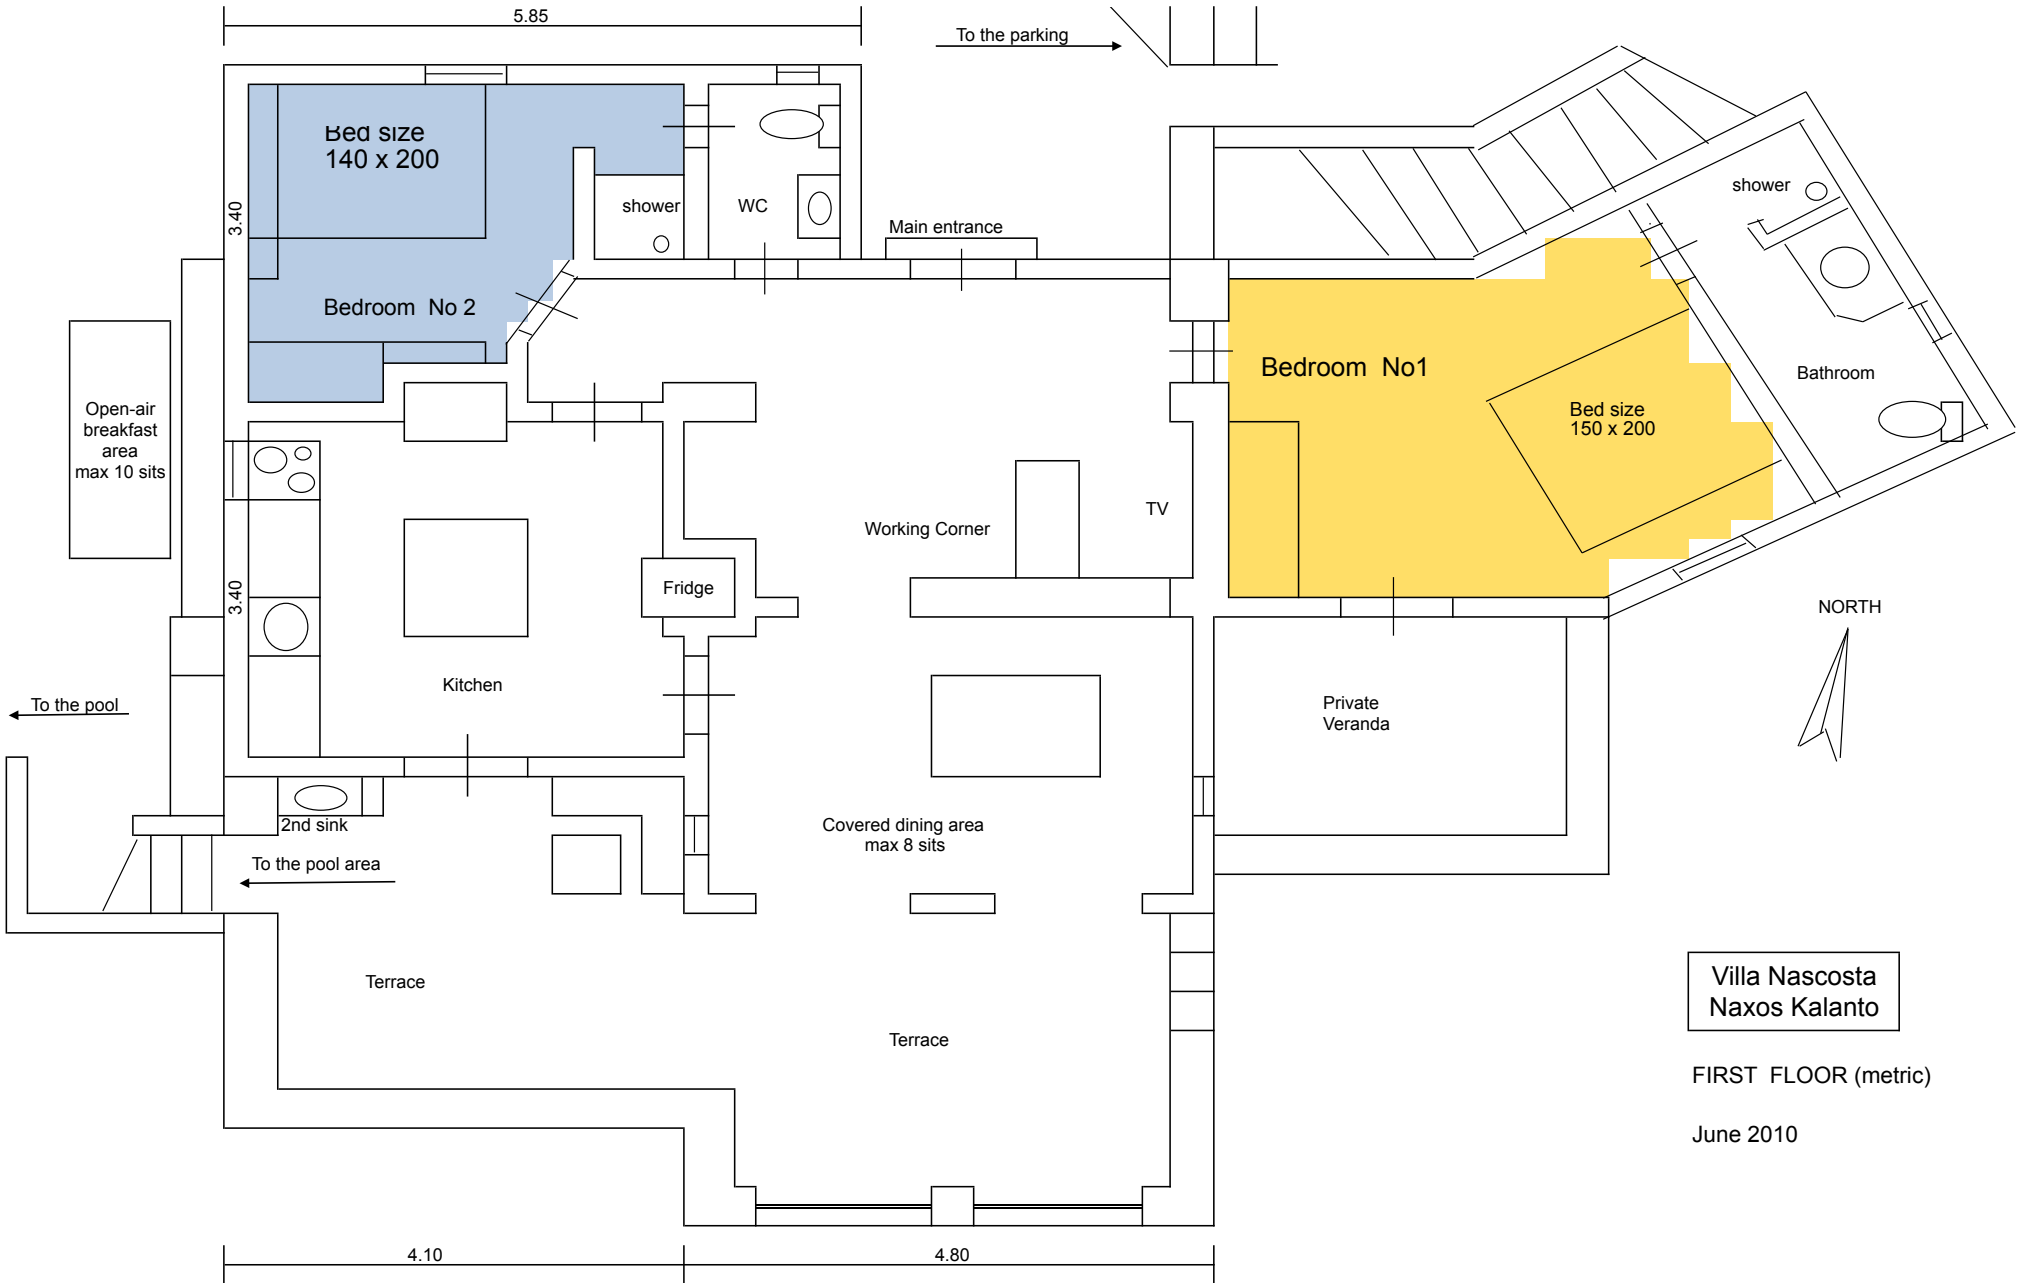 5.85
To the parking
Bed size
140 x 200
3.40
shower
WC
Main entrance
shower
Bedroom  No 2
Bedroom  No1
Bathroom
Open-air
breakfast
area
max 10 sits
Bed size
150 x 200
TV
Working Corner
3.40
Fridge
NORTH
Kitchen
To the pool
Private
Veranda
2nd sink
Covered dining area
max 8 sits
To the pool area
Terrace
Terrace
Villa Nascosta
Naxos Kalanto
FIRST  FLOOR (metric)
June 2010
4.10
4.80